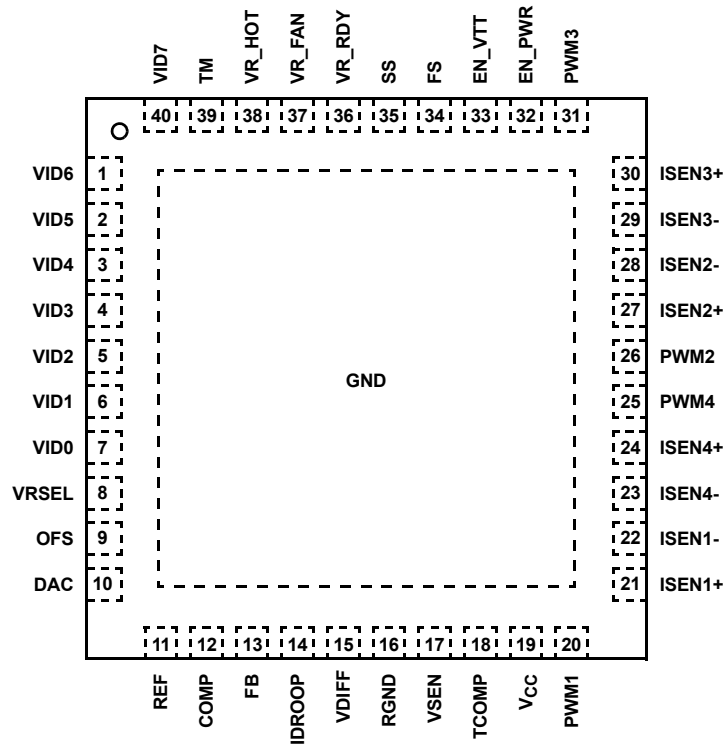 VID7 TM VR_HOT VR_FAN VR_RDY SS FS EN_VTT EN_PWR PWM3
40 39 38 37 36 35 34 33 32 31
VID6 1 30 ISEN3+
VID5 2 29 ISEN3-
VID4 3 28 ISEN2-
VID3 4 27 ISEN2+
VID2 5 26 PWM2
GND
VID1 6 25 PWM4
VID0 7 24 ISEN4+
VRSEL 8 23 ISEN4-
OFS 9 22 ISEN1-
DAC 10 21 ISEN1+
11 12 13 14 15 16 17 18 19 20
REF COMP FB IDROOP VDIFF RGND VSEN TCOMP VCC PWM1